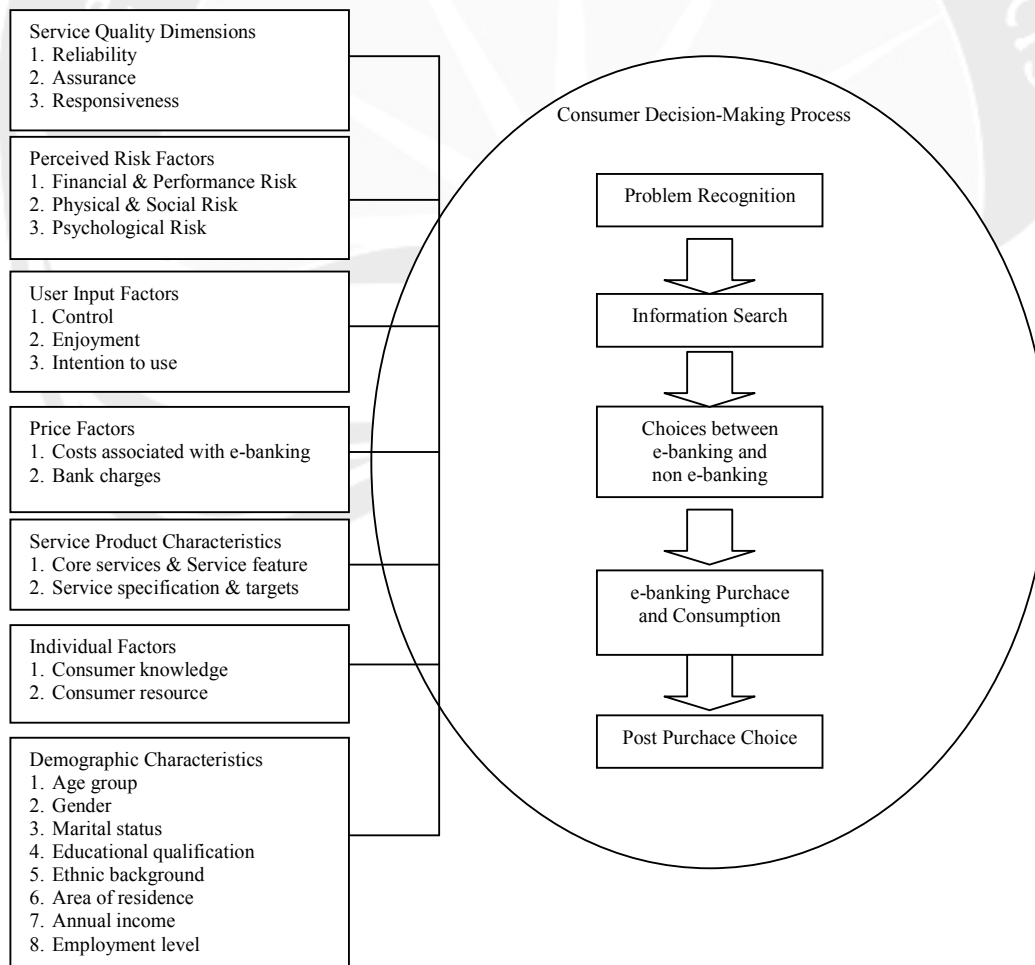 Service Quality Dimensions
1. Reliability
2. Assurance
3. Responsiveness
Perceived Risk Factors
1. Financial & Performance Risk
2. Physical & Social Risk
3. Psychological Risk
User Input Factors
1. Control
2. Enjoyment
3. Intention to use
Price Factors
1. Costs associated with e-banking
2. Bank charges
Service Product Characteristics
1. Core services & Service feature
2. Service specification & targets
Individual Factors
1. Consumer knowledge
2. Consumer resource
Demographic Characteristics
1. Age group
2. Gender
3. Marital status
4. Educational qualification
5. Ethnic background
6. Area of residence
7. Annual income
8. Employment level
Consumer Decision-Making Process
Problem Recognition
Information Search
Choices between
e-banking and
non e-banking
e-banking Purchace
and Consumption
Post Purchace Choice